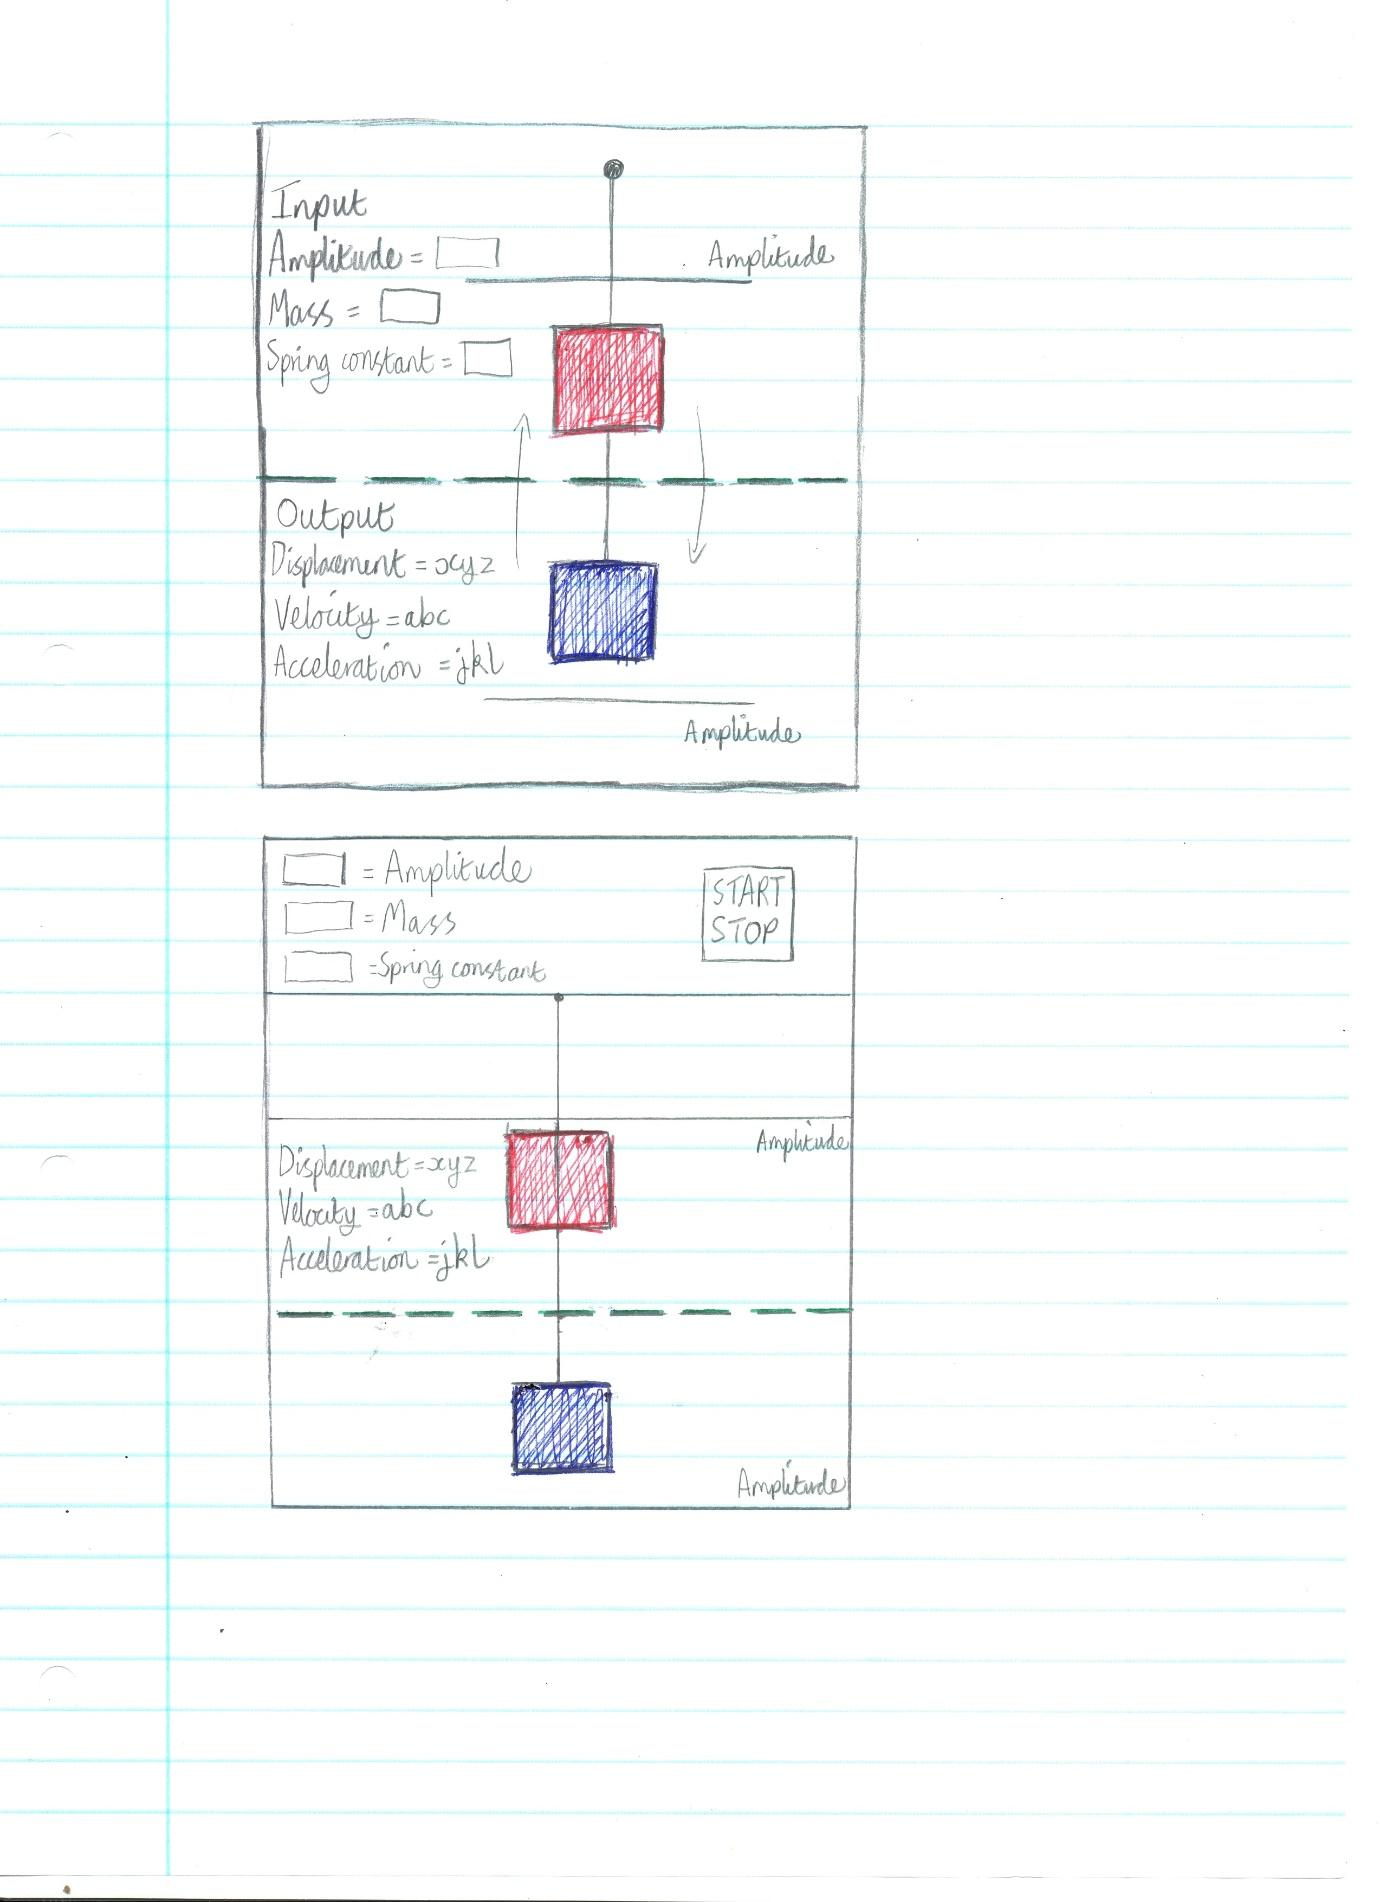 Input
Amplitude =
Amplitude
Mass =
Spring constant =
Output
Displacement = xyz
Velocity = abc
Acceleration = jkl
Amplitude
= Amplitude
START
= Mass
STOP
=Spring constant
Amplitude
Displacement = xyz
Velocity = abc
Acceleration = jkl
Amplitude